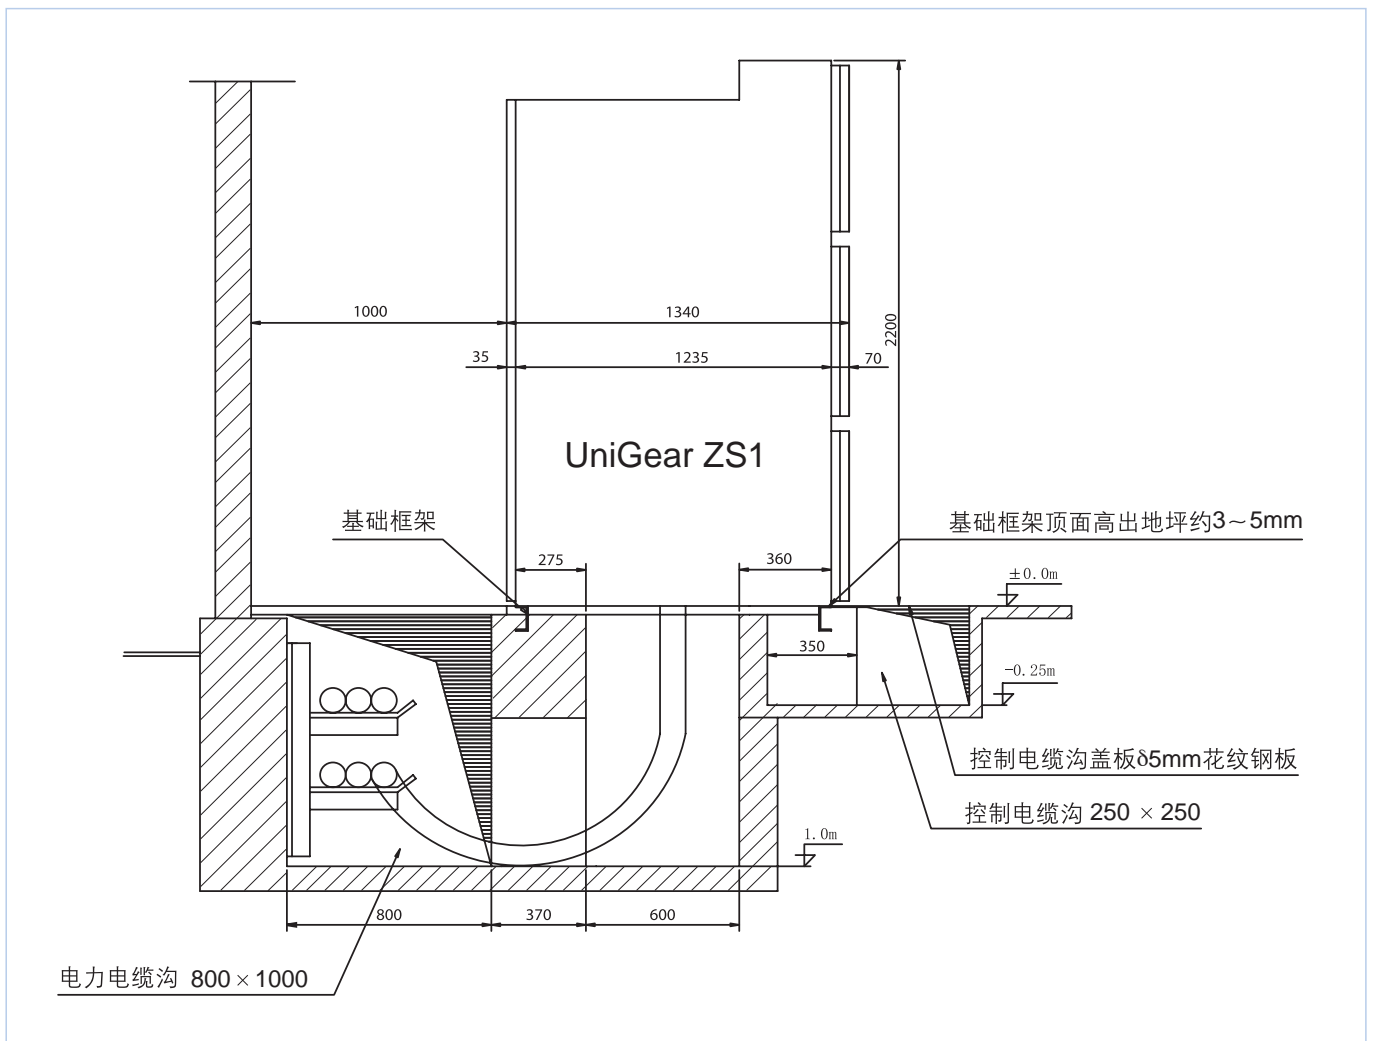 1000
1340
2200
35
1235
70
UniGear ZS1
基础框架
基础框架顶面高出地坪约3～5mm
275
360
±0.0m
350
-0.25m
控制电缆沟盖板δ5mm花纹钢板
控制电缆沟 250 × 250
1.0m
800
370
600
电力电缆沟 800 × 1000